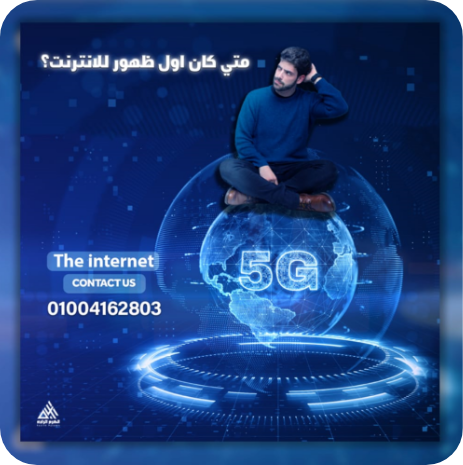 متي كان اول ظهور للانترنت؟
5G
The internet
CONTACT US
01004162803